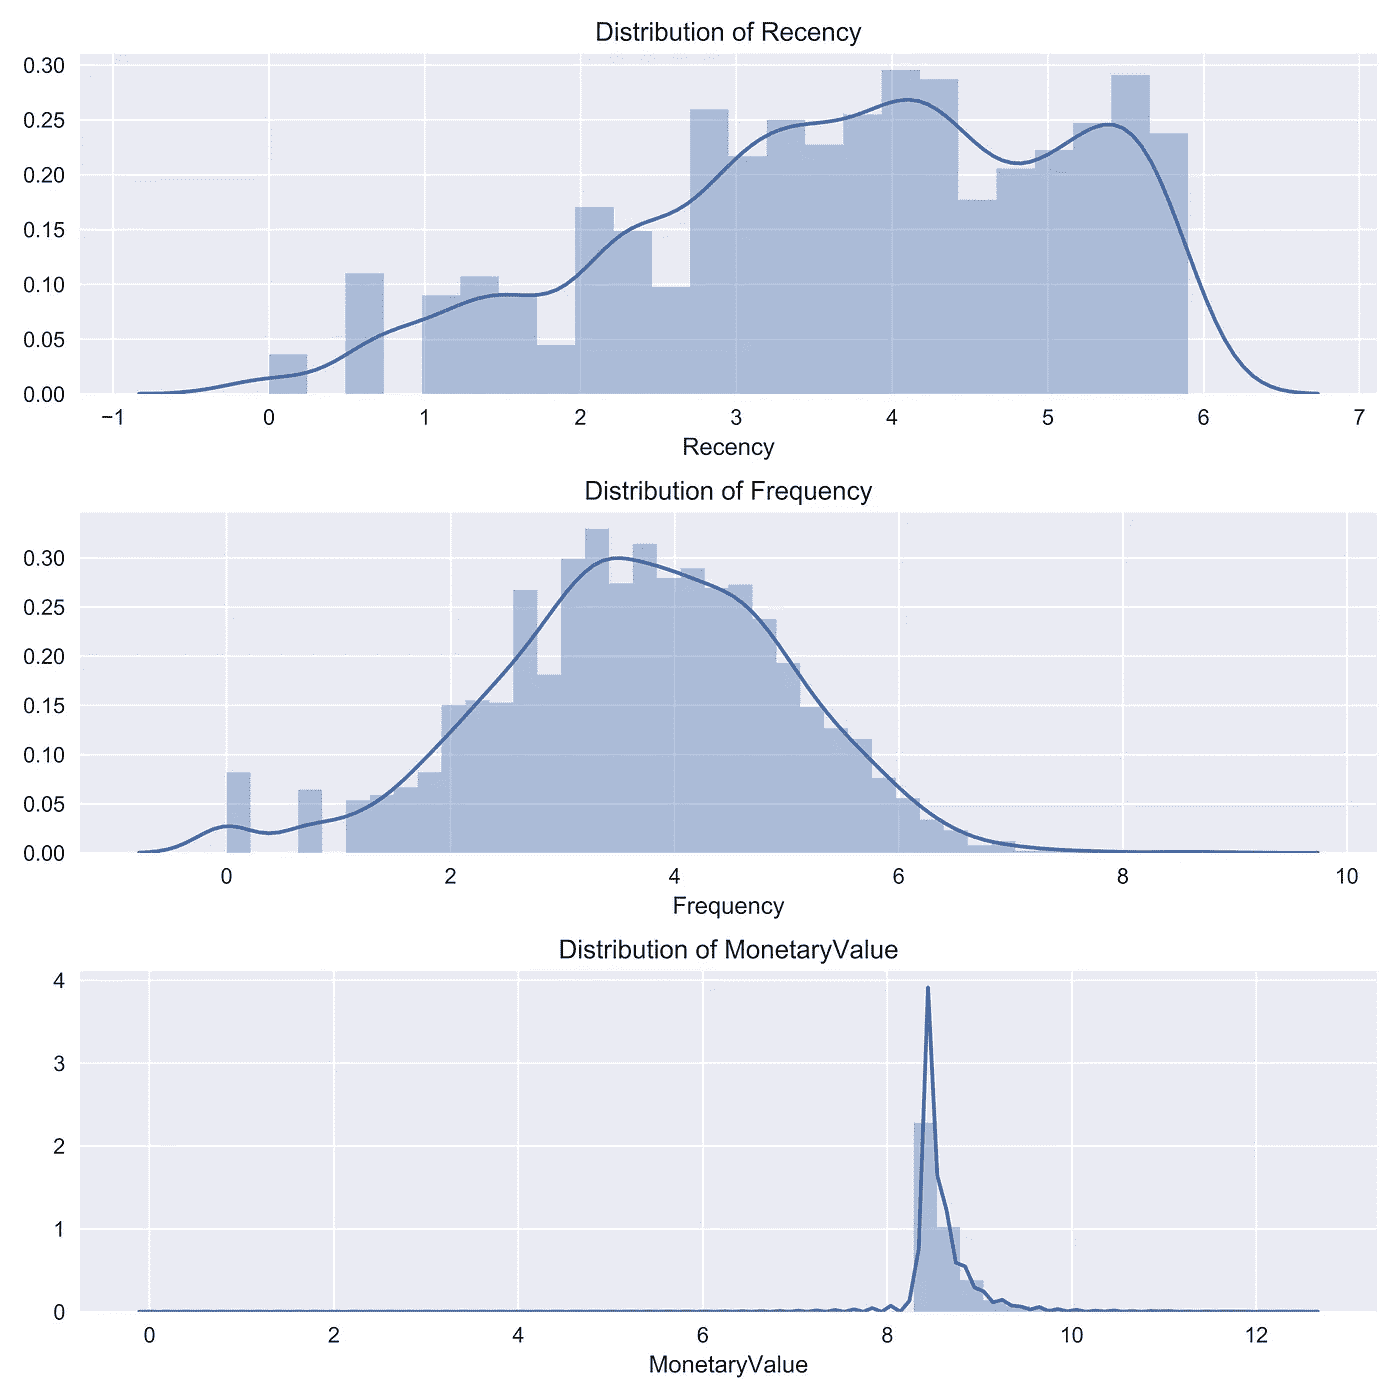 Distribution of Recency
0.30
0.25
0.20
0.15
0.10
0.05
0.00
−1 0 1 2 3 4 5 6 7
Recency
Distribution of Frequency
0.30
0.25
0.20
0.15
0.10
0.05
0.00
0 2 4 6 8 10
Frequency
Distribution of MonetaryValue
4
3
2
1
0
0 2 4 6 8 10 12
MonetaryValue